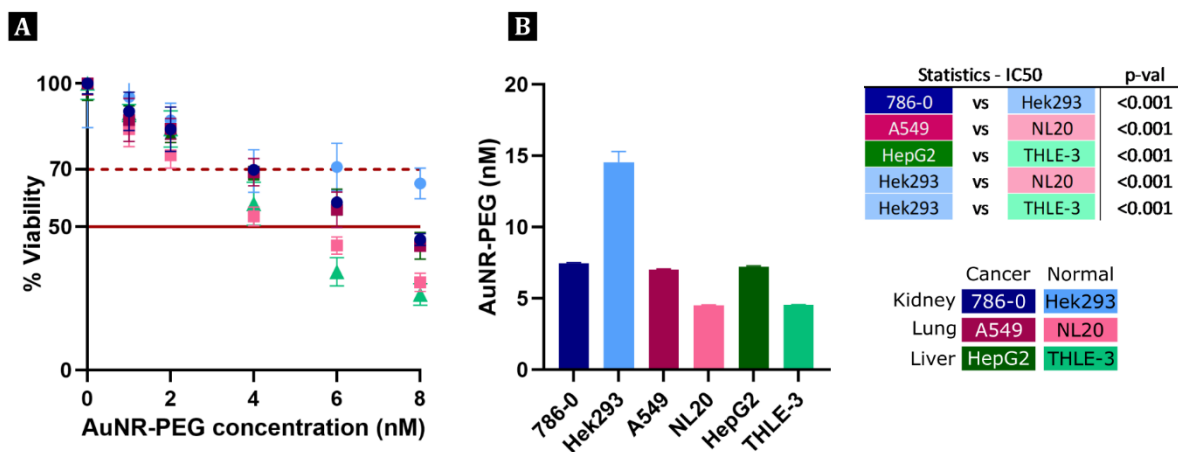 A
100
70
50
0
% Viability
0 2 4 6 8
AuNR-PEG concentration (nM)
B
20
15
10
5
0
AuNR-PEG (nM)
786-0 Hek293 A549 NL20 HepG2 THLE-3
Statistics - IC50 p-val
786-0 vs Hek293 <0.001
A549 vs NL20 <0.001
HepG2 vs THLE-3 <0.001
Hek293 vs NL20 <0.001
Hek293 vs THLE-3 <0.001
Cancer Normal
Kidney 786-0 Hek293
Lung A549 NL20
Liver HepG2 THLE-3